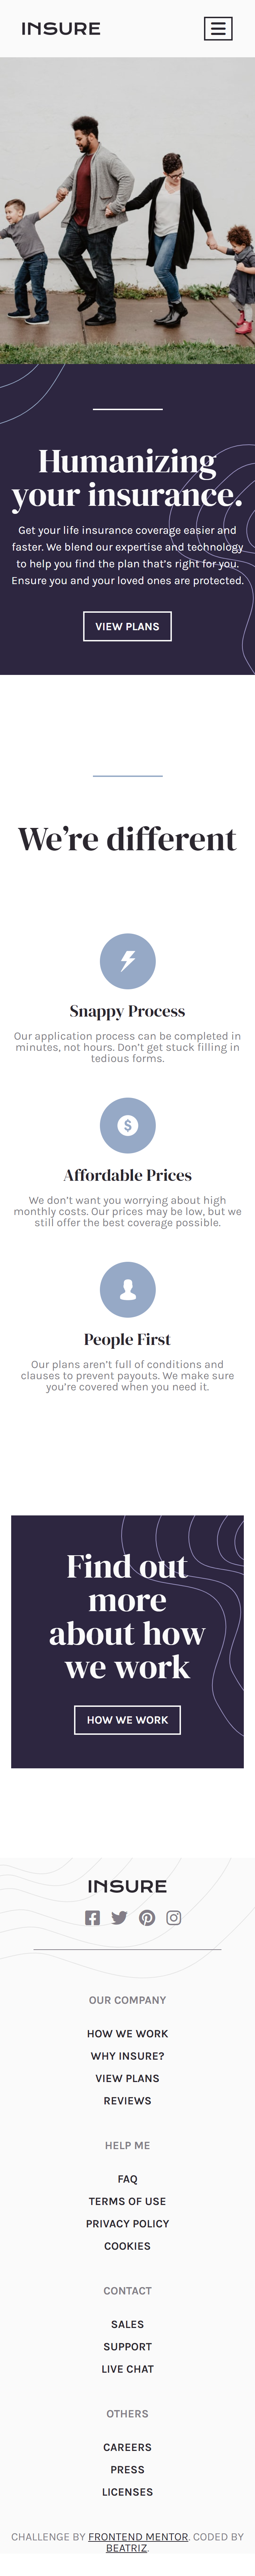 INSURE
Humanizing
your insurance.
Get your life insurance coverage easier and
faster. We blend our expertise and technology
to help you find the plan that’s right for you.
Ensure you and your loved ones are protected.
VIEW PLANS
We’re different
Snappy Process
Our application process can be completed in
minutes, not hours. Don’t get stuck filling in
tedious forms.
Affordable Prices
We don’t want you worrying about high
monthly costs. Our prices may be low, but we
still offer the best coverage possible.
People First
Our plans aren’t full of conditions and
clauses to prevent payouts. We make sure
you’re covered when you need it.
Find out
more
about how
we work
HOW WE WORK
INSURE
OUR COMPANY
HOW WE WORK
WHY INSURE?
VIEW PLANS
REVIEWS
HELP ME
FAQ
TERMS OF USE
PRIVACY POLICY
COOKIES
CONTACT
SALES
SUPPORT
LIVE CHAT
OTHERS
CAREERS
PRESS
LICENSES
CHALLENGE BY FRONTEND MENTOR. CODED BY
BEATRIZ.